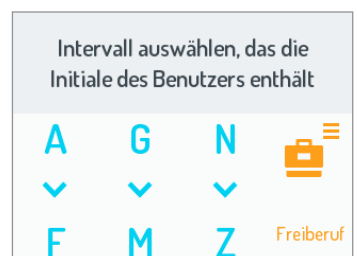 Intervall auswählen, das die
Initiale des Benutzers enthält
A G N
F M Z Freiberuf